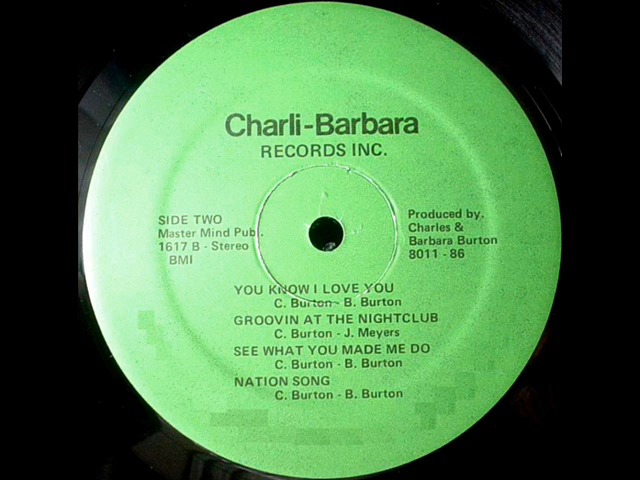 Charli-Barbara
RECORDS INC.
SIDE TWO
Master Mind Pub.
1617 B - Stereo
BMI
Produced by.
Charles &
Barbara Burton
8011 - 86
YOU KNOW I LOVE YOU
C. Burton - B. Burton
GROOVIN AT THE NIGHTCLUB
C. Burton - J. Meyers
SEE WHAT YOU MADE ME DO
C. Burton - B. Burton
NATION SONG
C. Burton - B. Burton